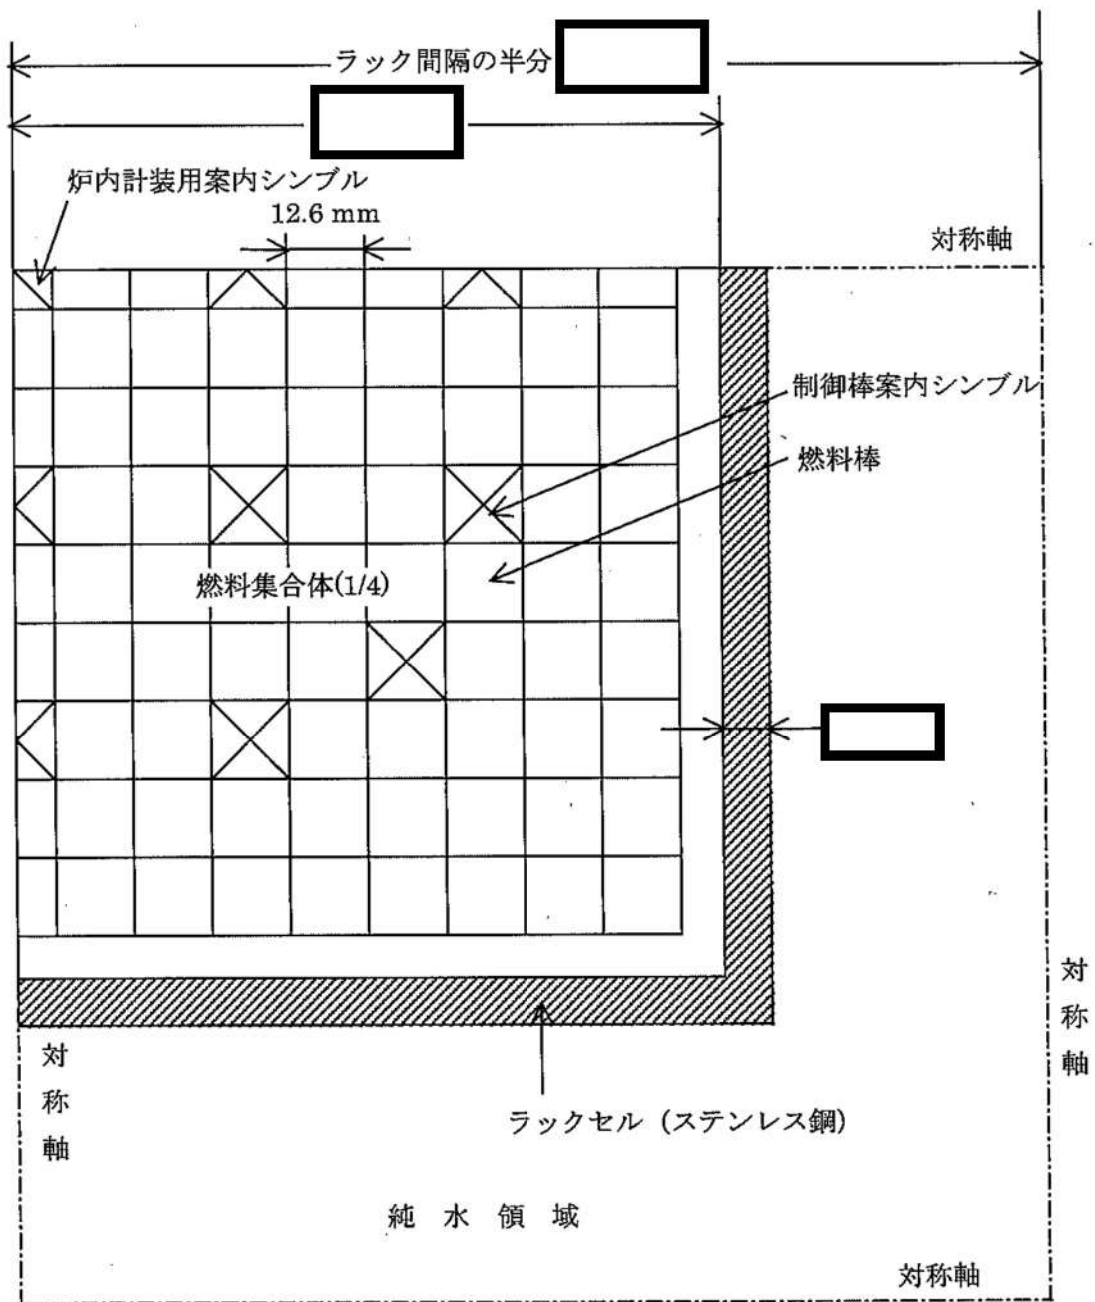 ラック間隔の半分
炉内計装用案内シンブル
12.6 mm
対称軸
制御棒案内シンブル
燃料棒
燃料集合体(1/4)
対称軸
対称軸
ラックセル（ステンレス鋼）
純水領域
対称軸